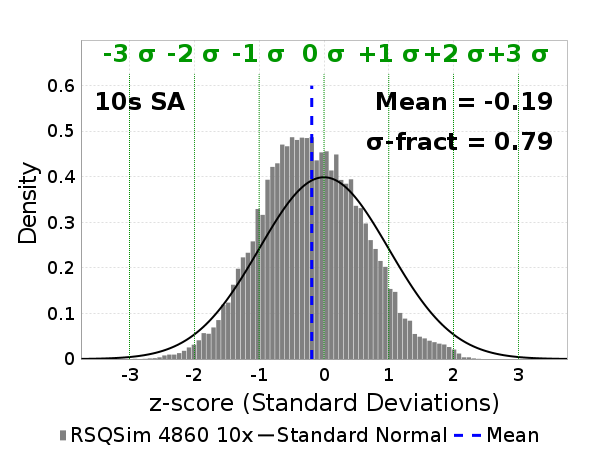 -3 σ -2 σ -1 σ 0 σ +1 σ +2 σ +3 σ
10s SA
Mean = -0.19
σ-fract = 0.79
0.6
0.5
0.4
0.3
0.2
0.1
0
Density
-3 -2 -1 0 1 2 3
z-score (Standard Deviations)
RSQSim 4860 10x Standard Normal Mean